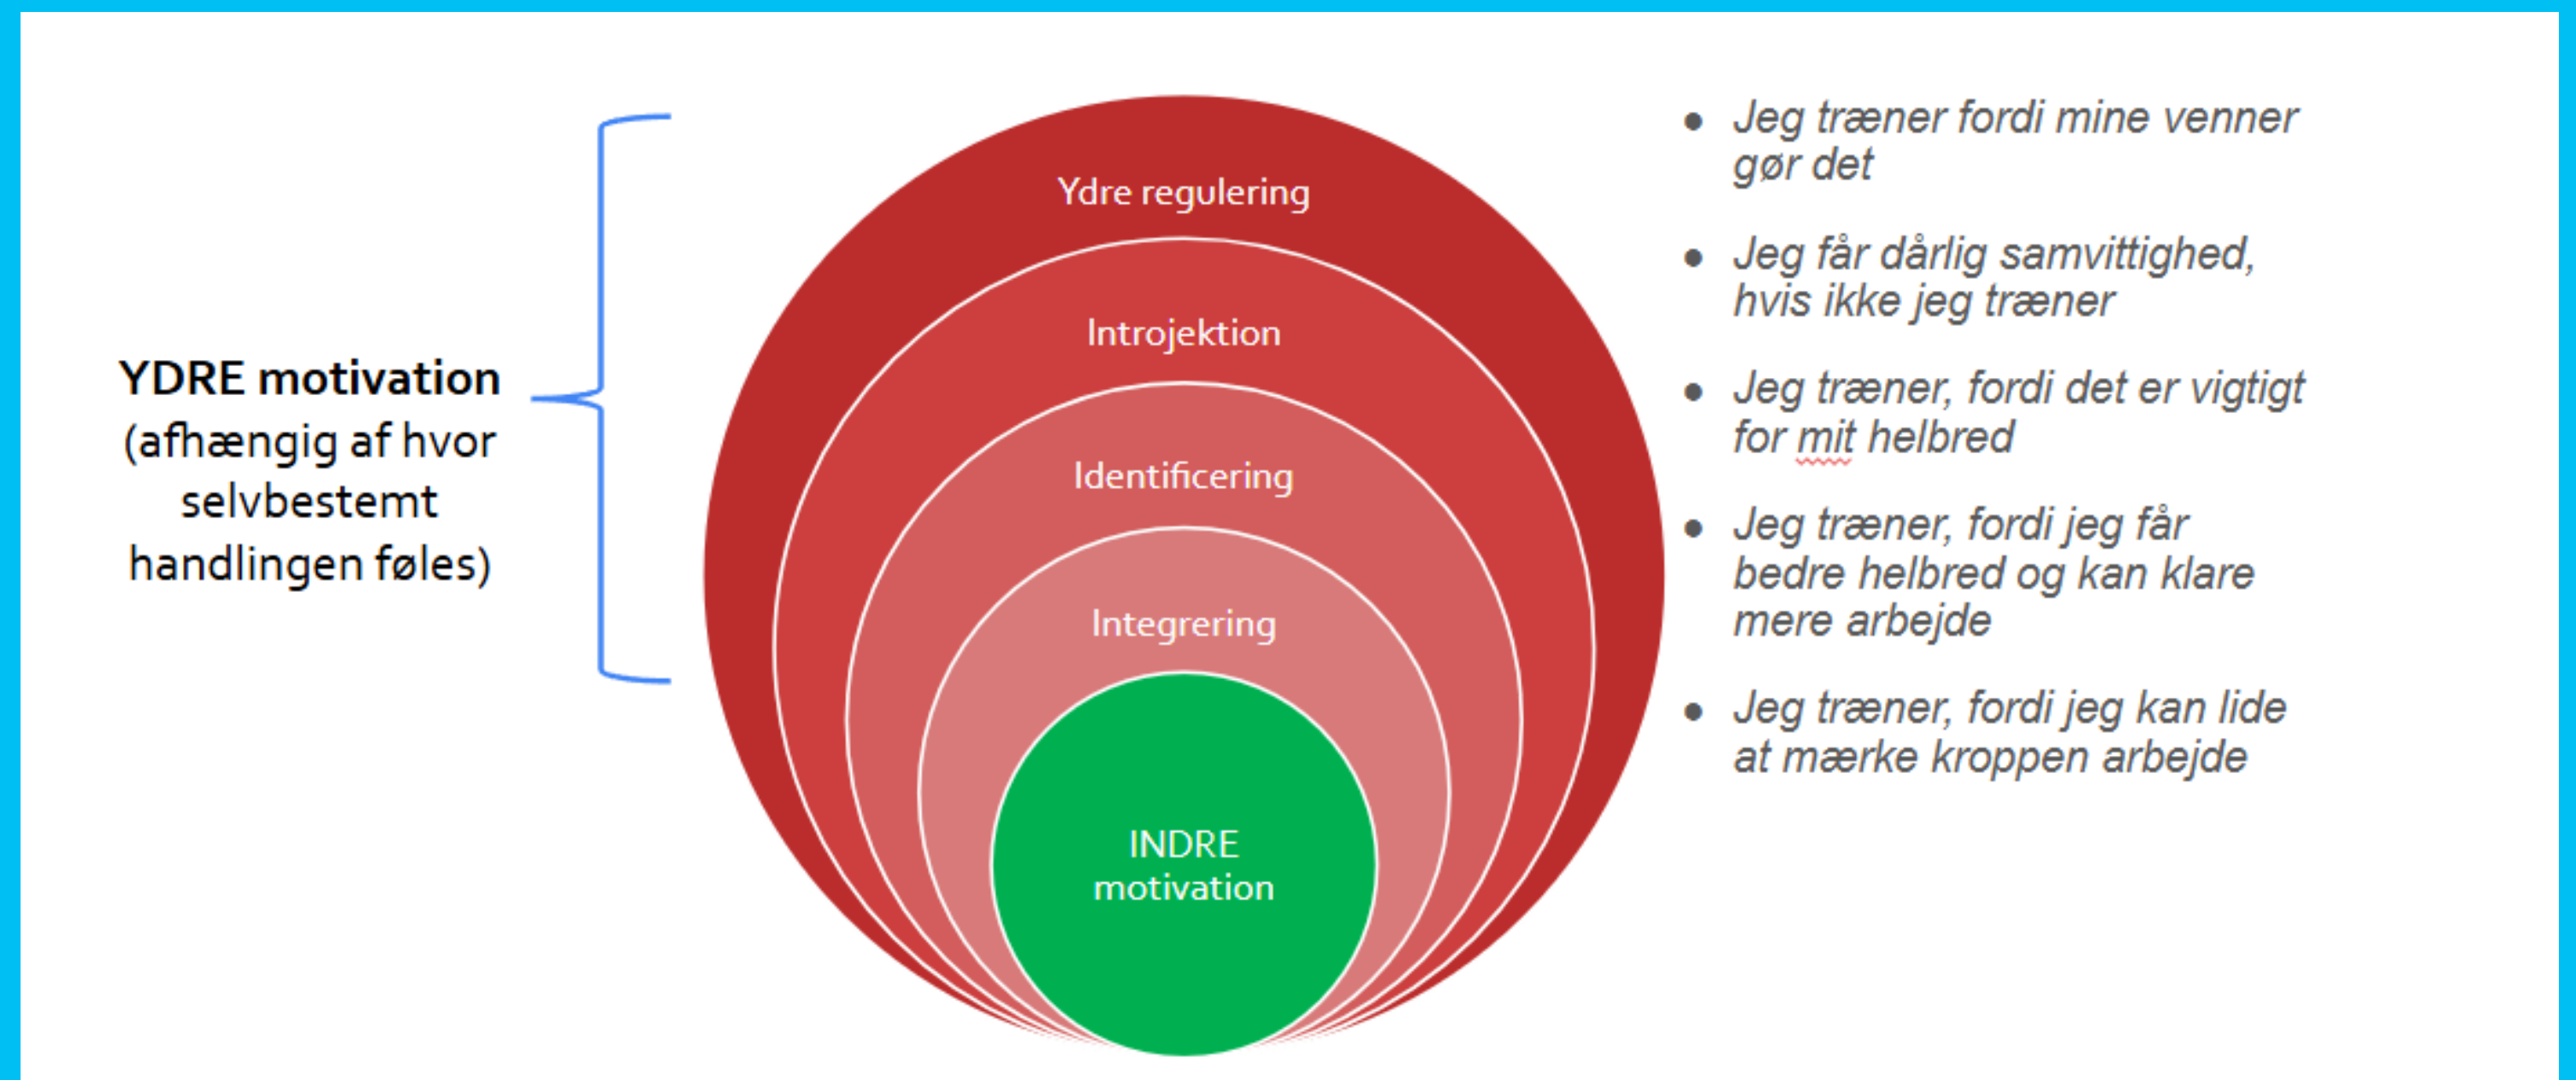 YDRE motivation
(afhængig af hvor
selvbestemt
handlingen føles)
Ydre regulering
Introjektion
Identificering
Integrering
INDRE
motivation
• Jeg træner fordi mine venner
gør det
• Jeg får dårlig samvittighed,
hvis ikke jeg træner
• Jeg træner, fordi det er vigtigt
for mit helbred
• Jeg træner, fordi jeg får
bedre helbred og kan klare
mere arbejde
• Jeg træner, fordi jeg kan lide
at mærke kroppen arbejde